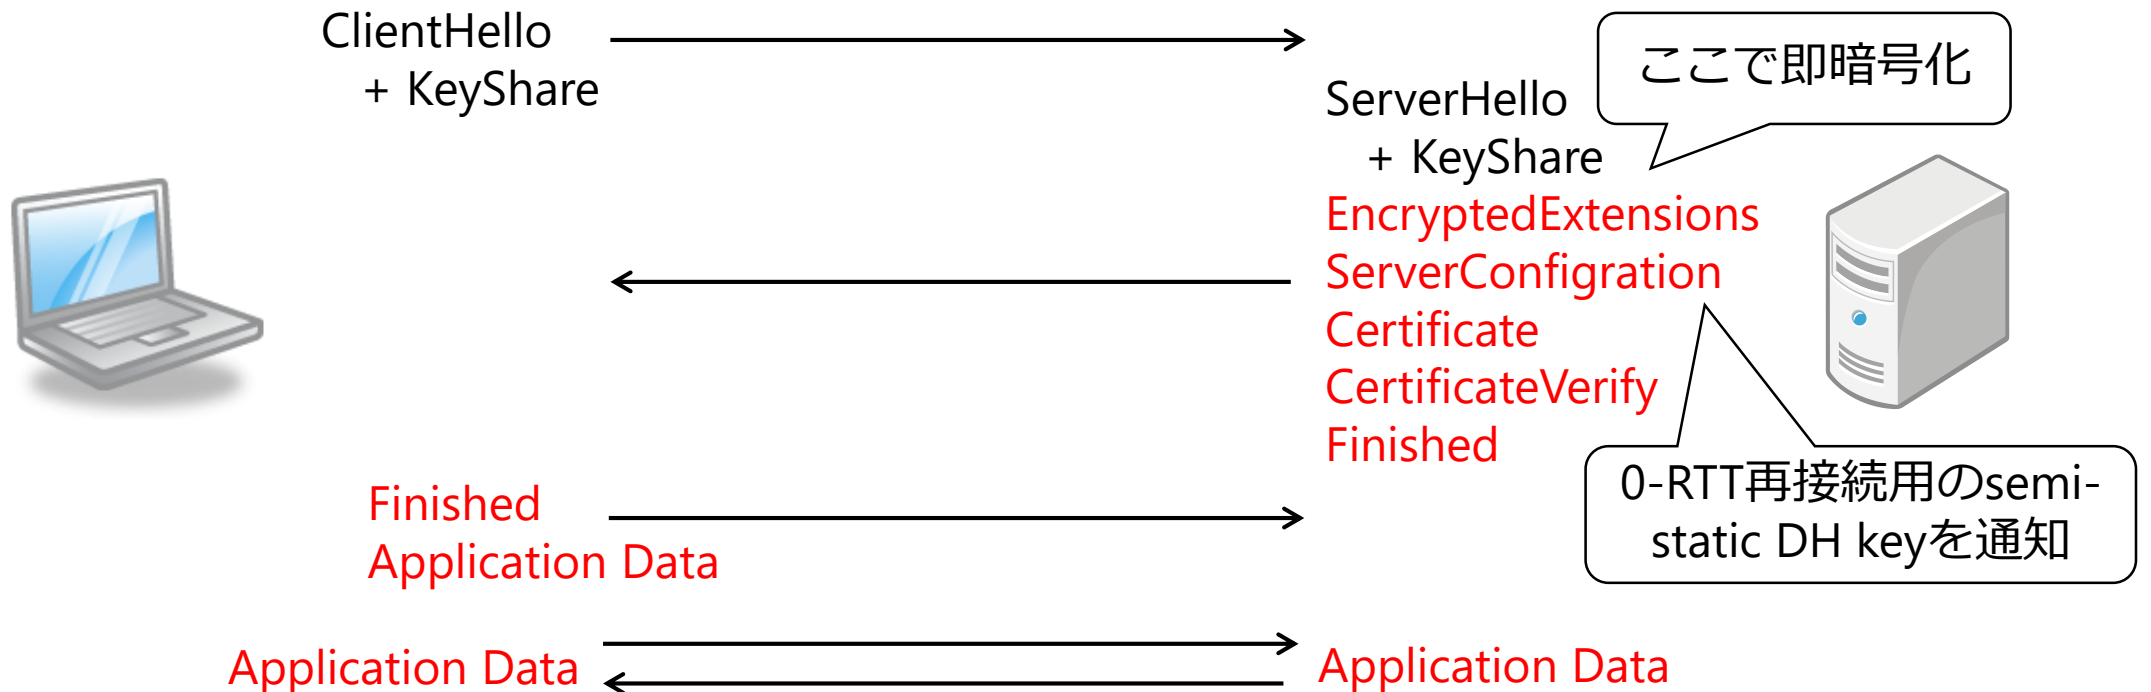 ClientHello
+ KeyShare
ここで即暗号化
ServerHello
+ KeyShare
EncryptedExtensions
ServerConfigration
Certificate
CertificateVerify
Finished
0-RTT再接続用のsemi-
static DH keyを通知
Finished
Application Data
Application Data
Application Data